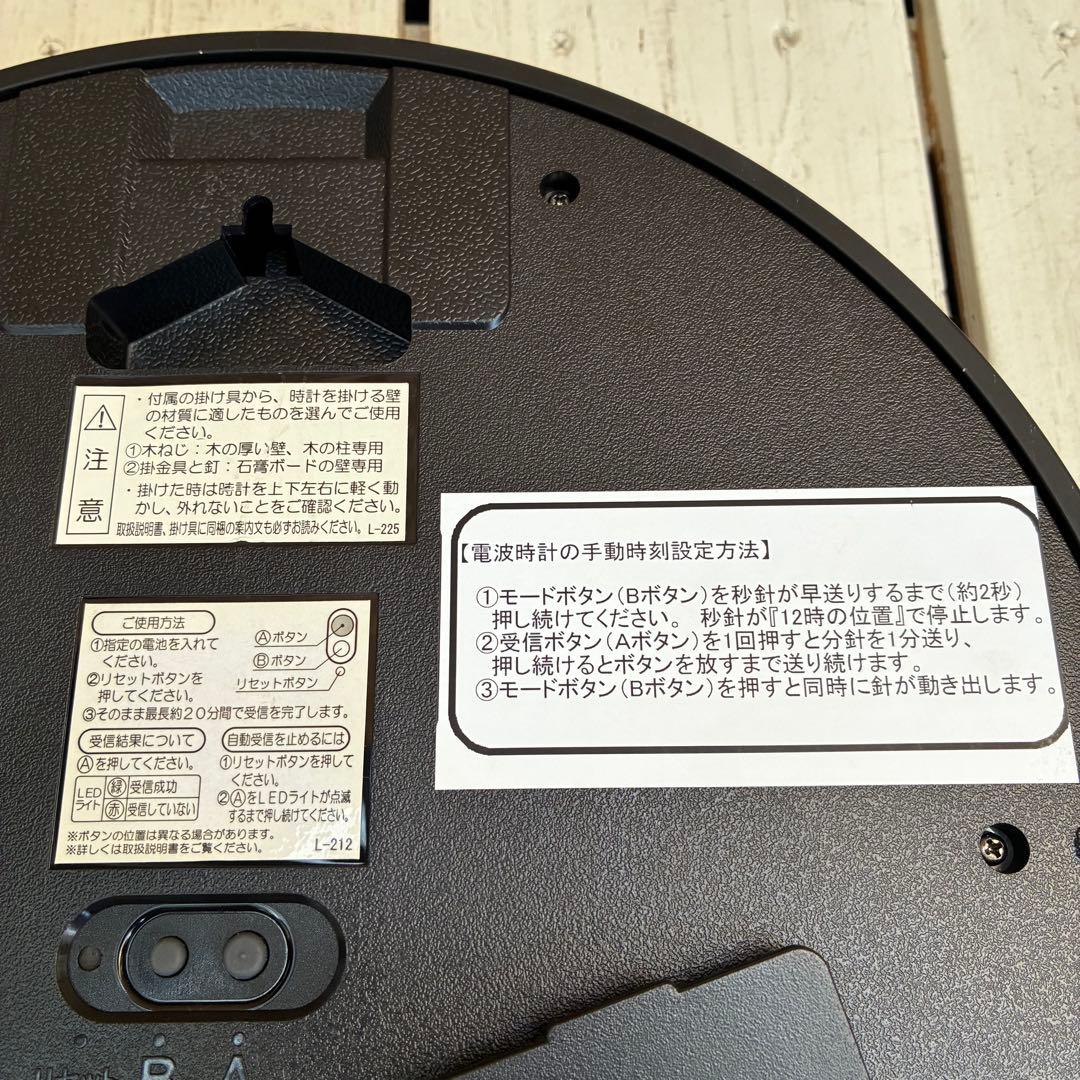 注意
・付属の掛け具から、時計を掛ける壁
の材質に適したものを選んでご使用
ください。
①木ねじ：木の厚い壁、木の柱専用
②掛金具と釘：石膏ボードの壁専用
・掛けた時は時計を上下左右に軽く動
かし、外れないことをご確認ください。
取扱説明書、掛け具に同梱の案内文も必ずお読みください。L-225
【電波時計の手動時刻設定方法】
①モードボタン（Bボタン）を秒針が早送りするまで（約2秒）
押し続けてください。 秒針が『12時の位置』で停止します。
②受信ボタン（Aボタン）を1回押すと分針を1分送り、
押し続けるとボタンを放すまで送り続けます。
③モードボタン（Bボタン）を押すと同時に針が動き出します。
ご使用方法
①指定の電池を入れて
ください。
②リセットボタンを
押してください。
Ⓐボタン
Ⓑボタン
リセットボタン
③そのまま最長約20分間で受信を完了します。
受信結果について
Ⓐを押してください。
LED
ライト
緑 受信成功
赤 受信していない
自動受信を止めるには
①リセットボタンを押して
ください。
②ⒶをLEDライトが点滅
するまで押し続けてください。
※ボタンの位置は異なる場合があります。
※詳しくは取扱説明書をご覧ください。 L-212
リセット B A